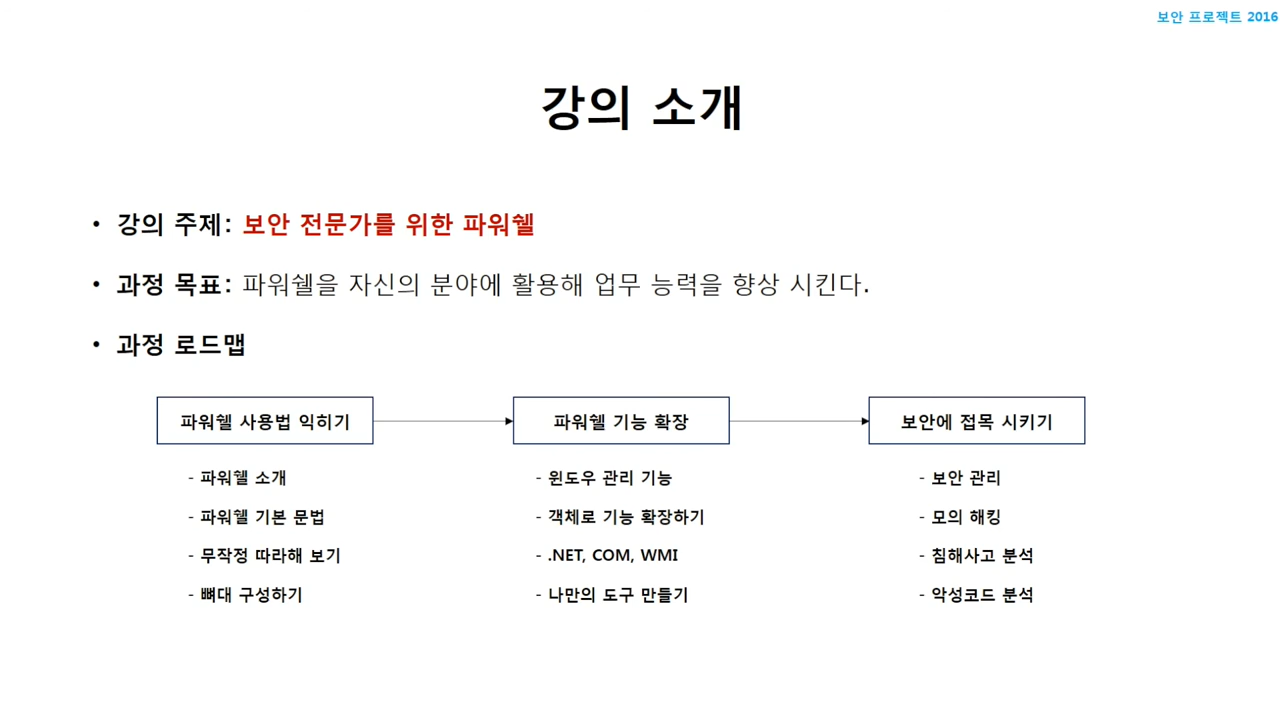 보안 프로젝트 2016
강의 소개
• 강의 주제: 보안 전문가를 위한 파워쉘
• 과정 목표: 파워쉘을 자신의 분야에 활용해 업무 능력을 향상 시킨다.
• 과정 로드맵
파워쉘 사용법 익히기
- 파워쉘 소개
- 파워쉘 기본 문법
- 무작정 따라해 보기
- 뼈대 구성하기
파워쉘 기능 확장
- 윈도우 관리 기능
- 객체로 기능 확장하기
- .NET, COM, WMI
- 나만의 도구 만들기
보안에 접목 시키기
- 보안 관리
- 모의 해킹
- 침해사고 분석
- 악성코드 분석